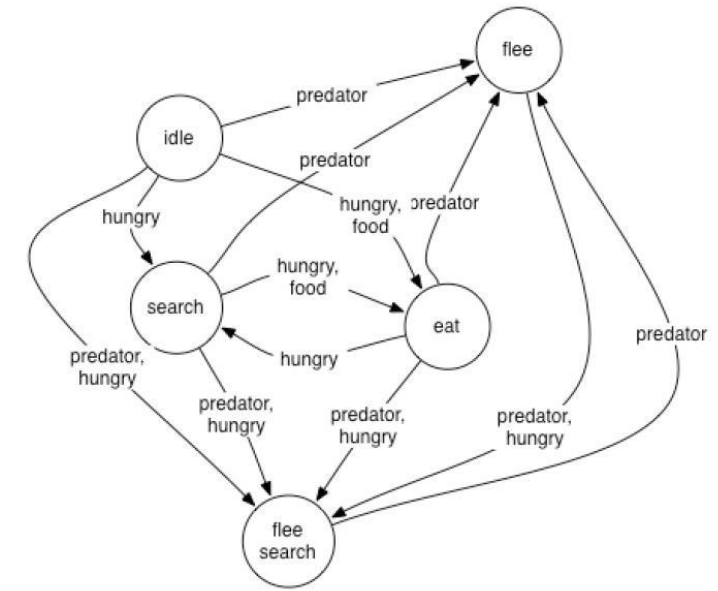 flee
predator
idle
predator
hungry
hungry,
food
predator
hungry,
food
search
eat
hungry
predator
predator,
hungry
predator,
hungry
predator,
hungry
predator,
hungry
flee
search